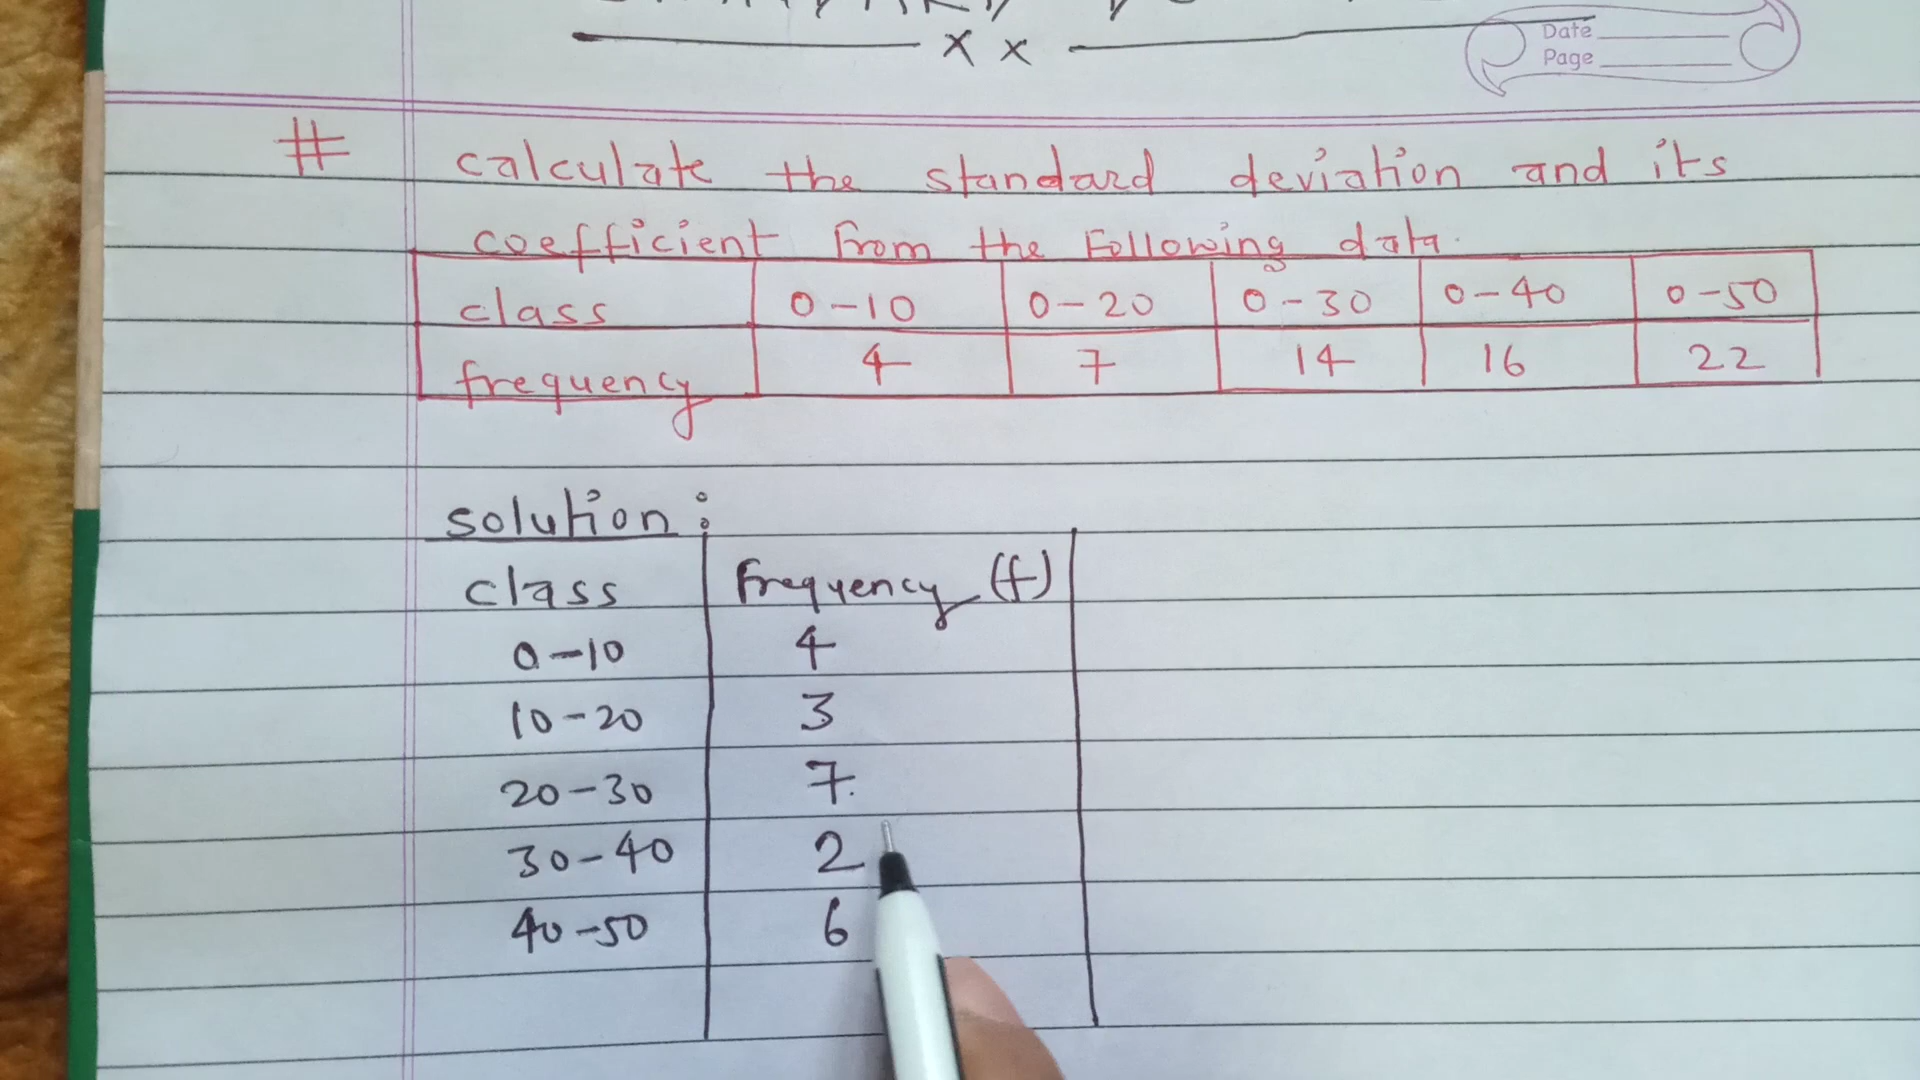 x x
Date
Page
# calculate the standard deviation and its
coefficient from the following data.
class 0-10 0-20 0-30 0-40 0-50
frequency 4 7 14 16 22
solution :
class Frequency (f)
0-10 4
10-20 3
20-30 7.
30-40 2
40-50 6